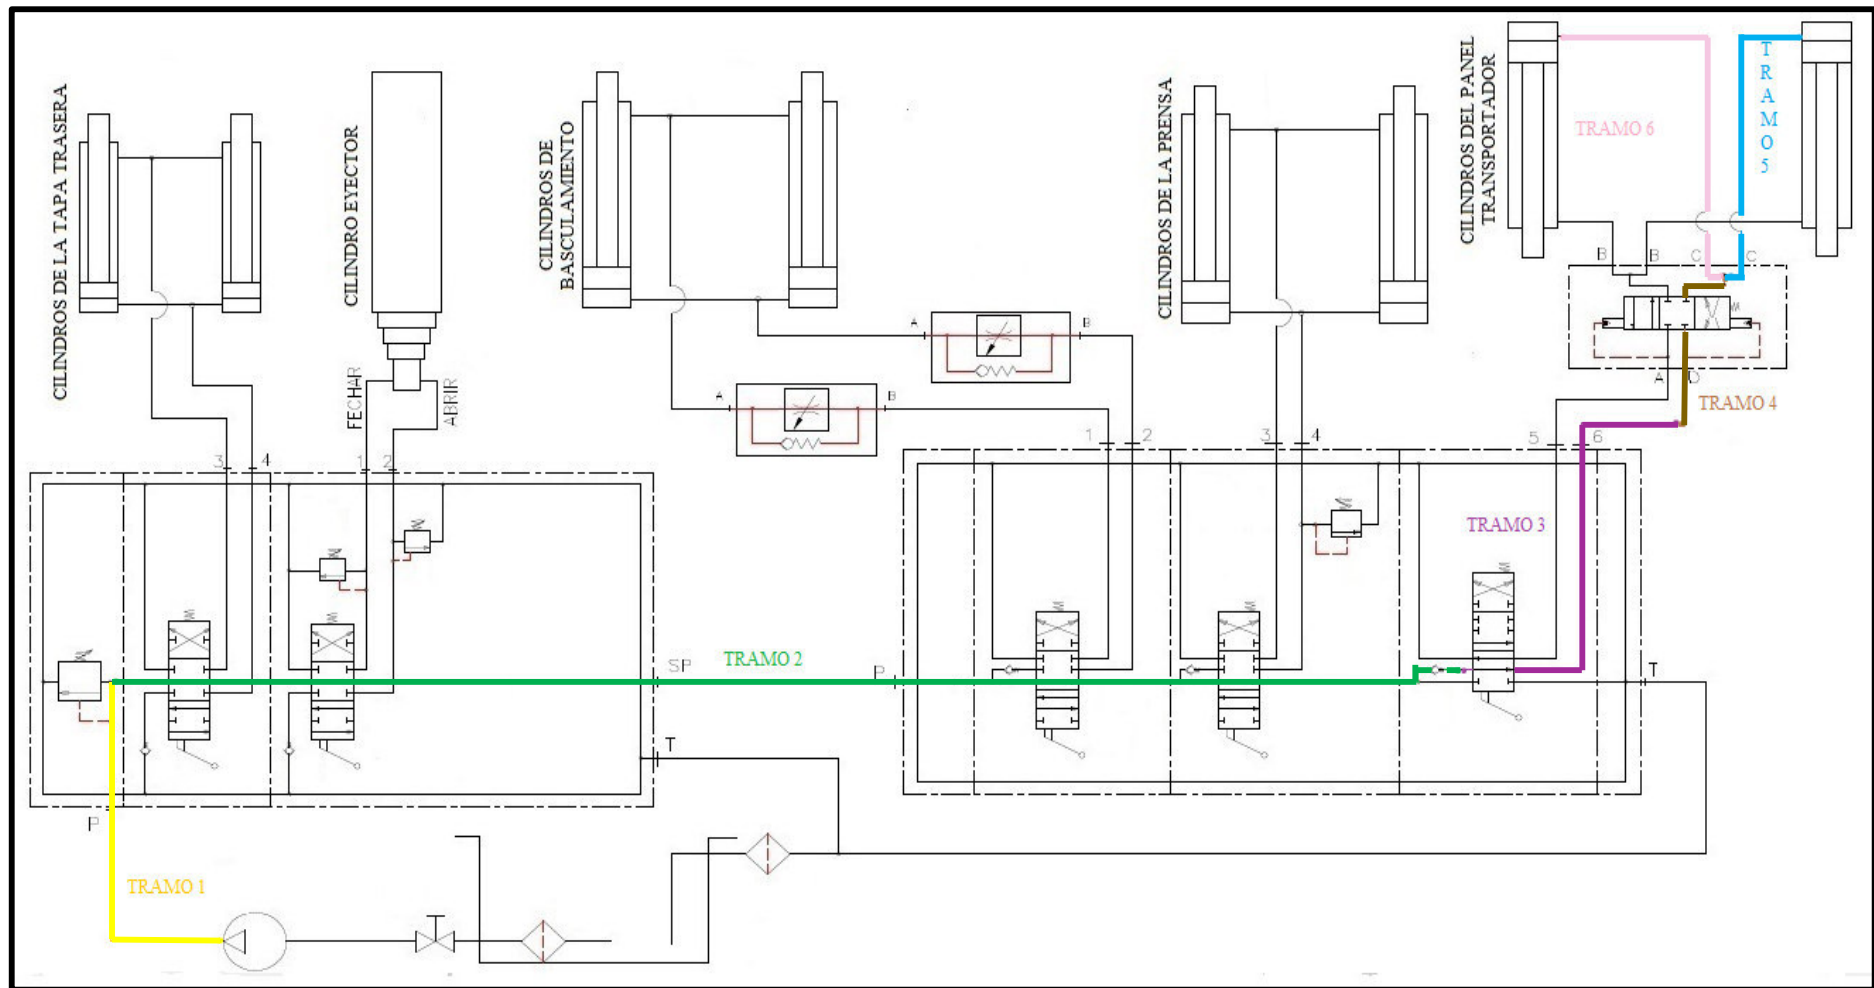 CILINDROS DE LA TAPA TRASERA
CILINDRO EYECTOR
CILINDROS DE
BASCULAMIENTO
CILINDROS DE LA PRENSA
CILINDROS DEL PANEL
TRANSPORTADOR
TRAMO 6
TRAMO 5
B
B
C
C
A
B
A
B
FECHAR
ABRIR
A
D
TRAMO 4
3
4
1
2
1
2
3
4
5
6
TRAMO 3
SP
TRAMO 2
P
T
T
P
TRAMO 1